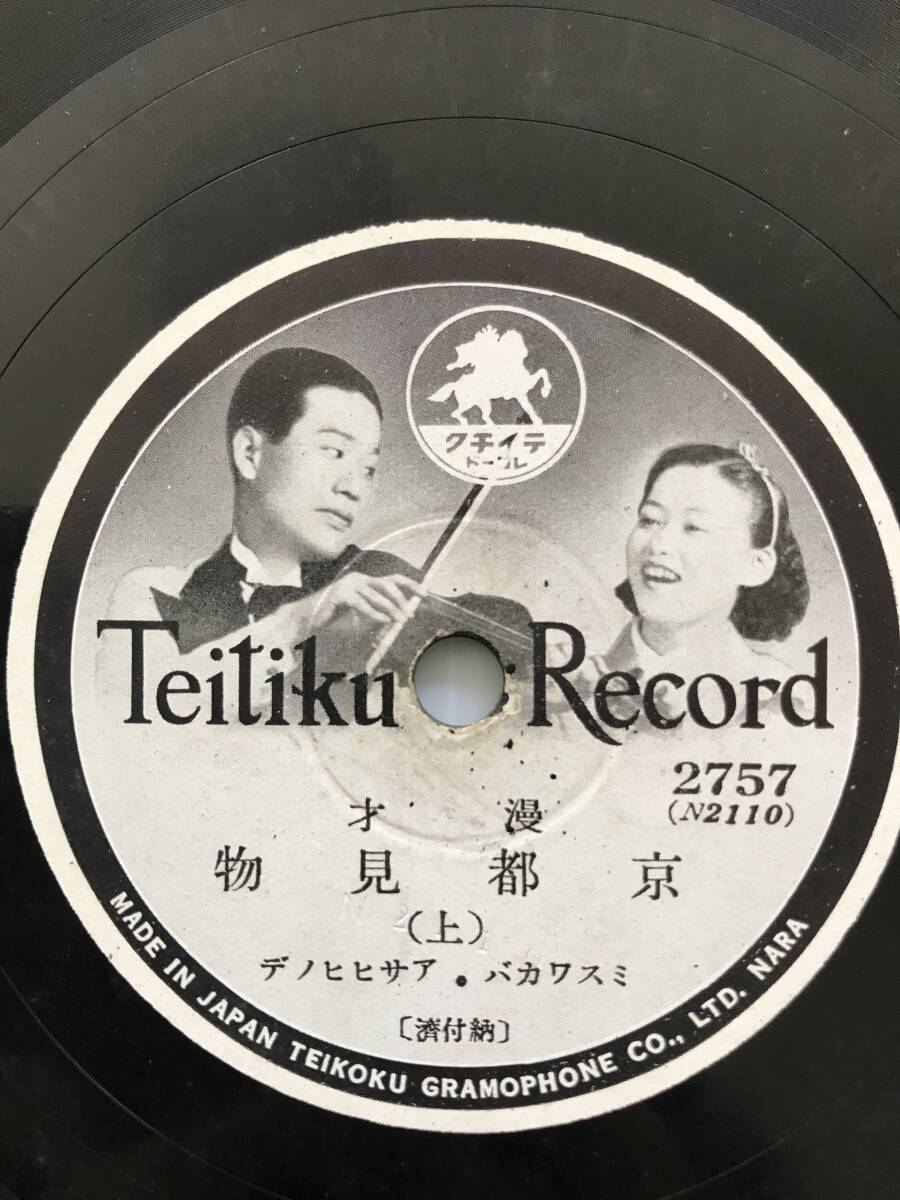 テイチク
レコード
Teitiku Record
2757
(N2110)
漫才
京都見物
(上)
ミスワカバ・アサヒヒノデ
〔納付濟〕
MADE IN JAPAN TEIKOKU GRAMOPHONE CO., LTD. NARA